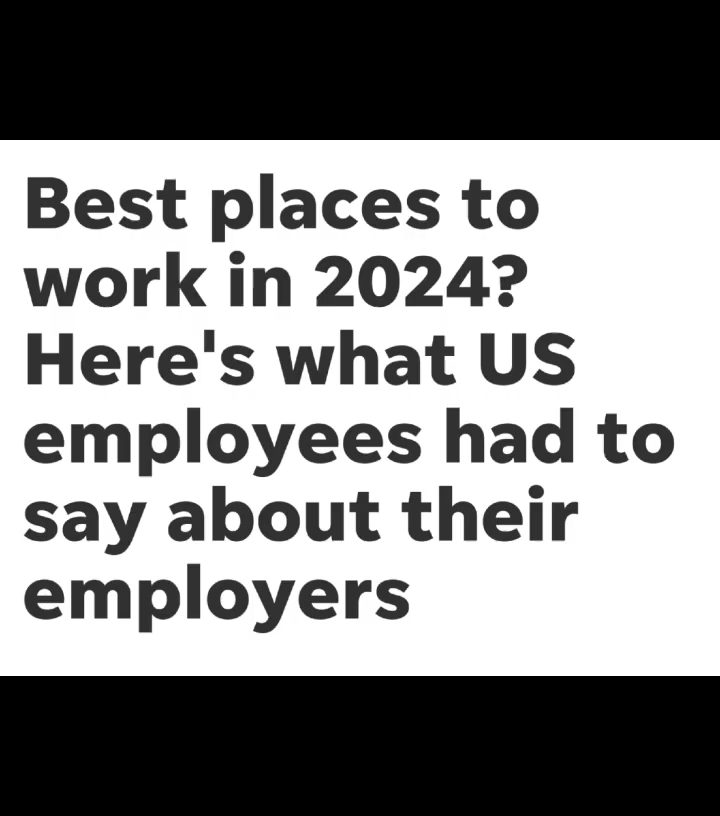 Best places to
work in 2024?
Here's what US
employees had to
say about their
employers